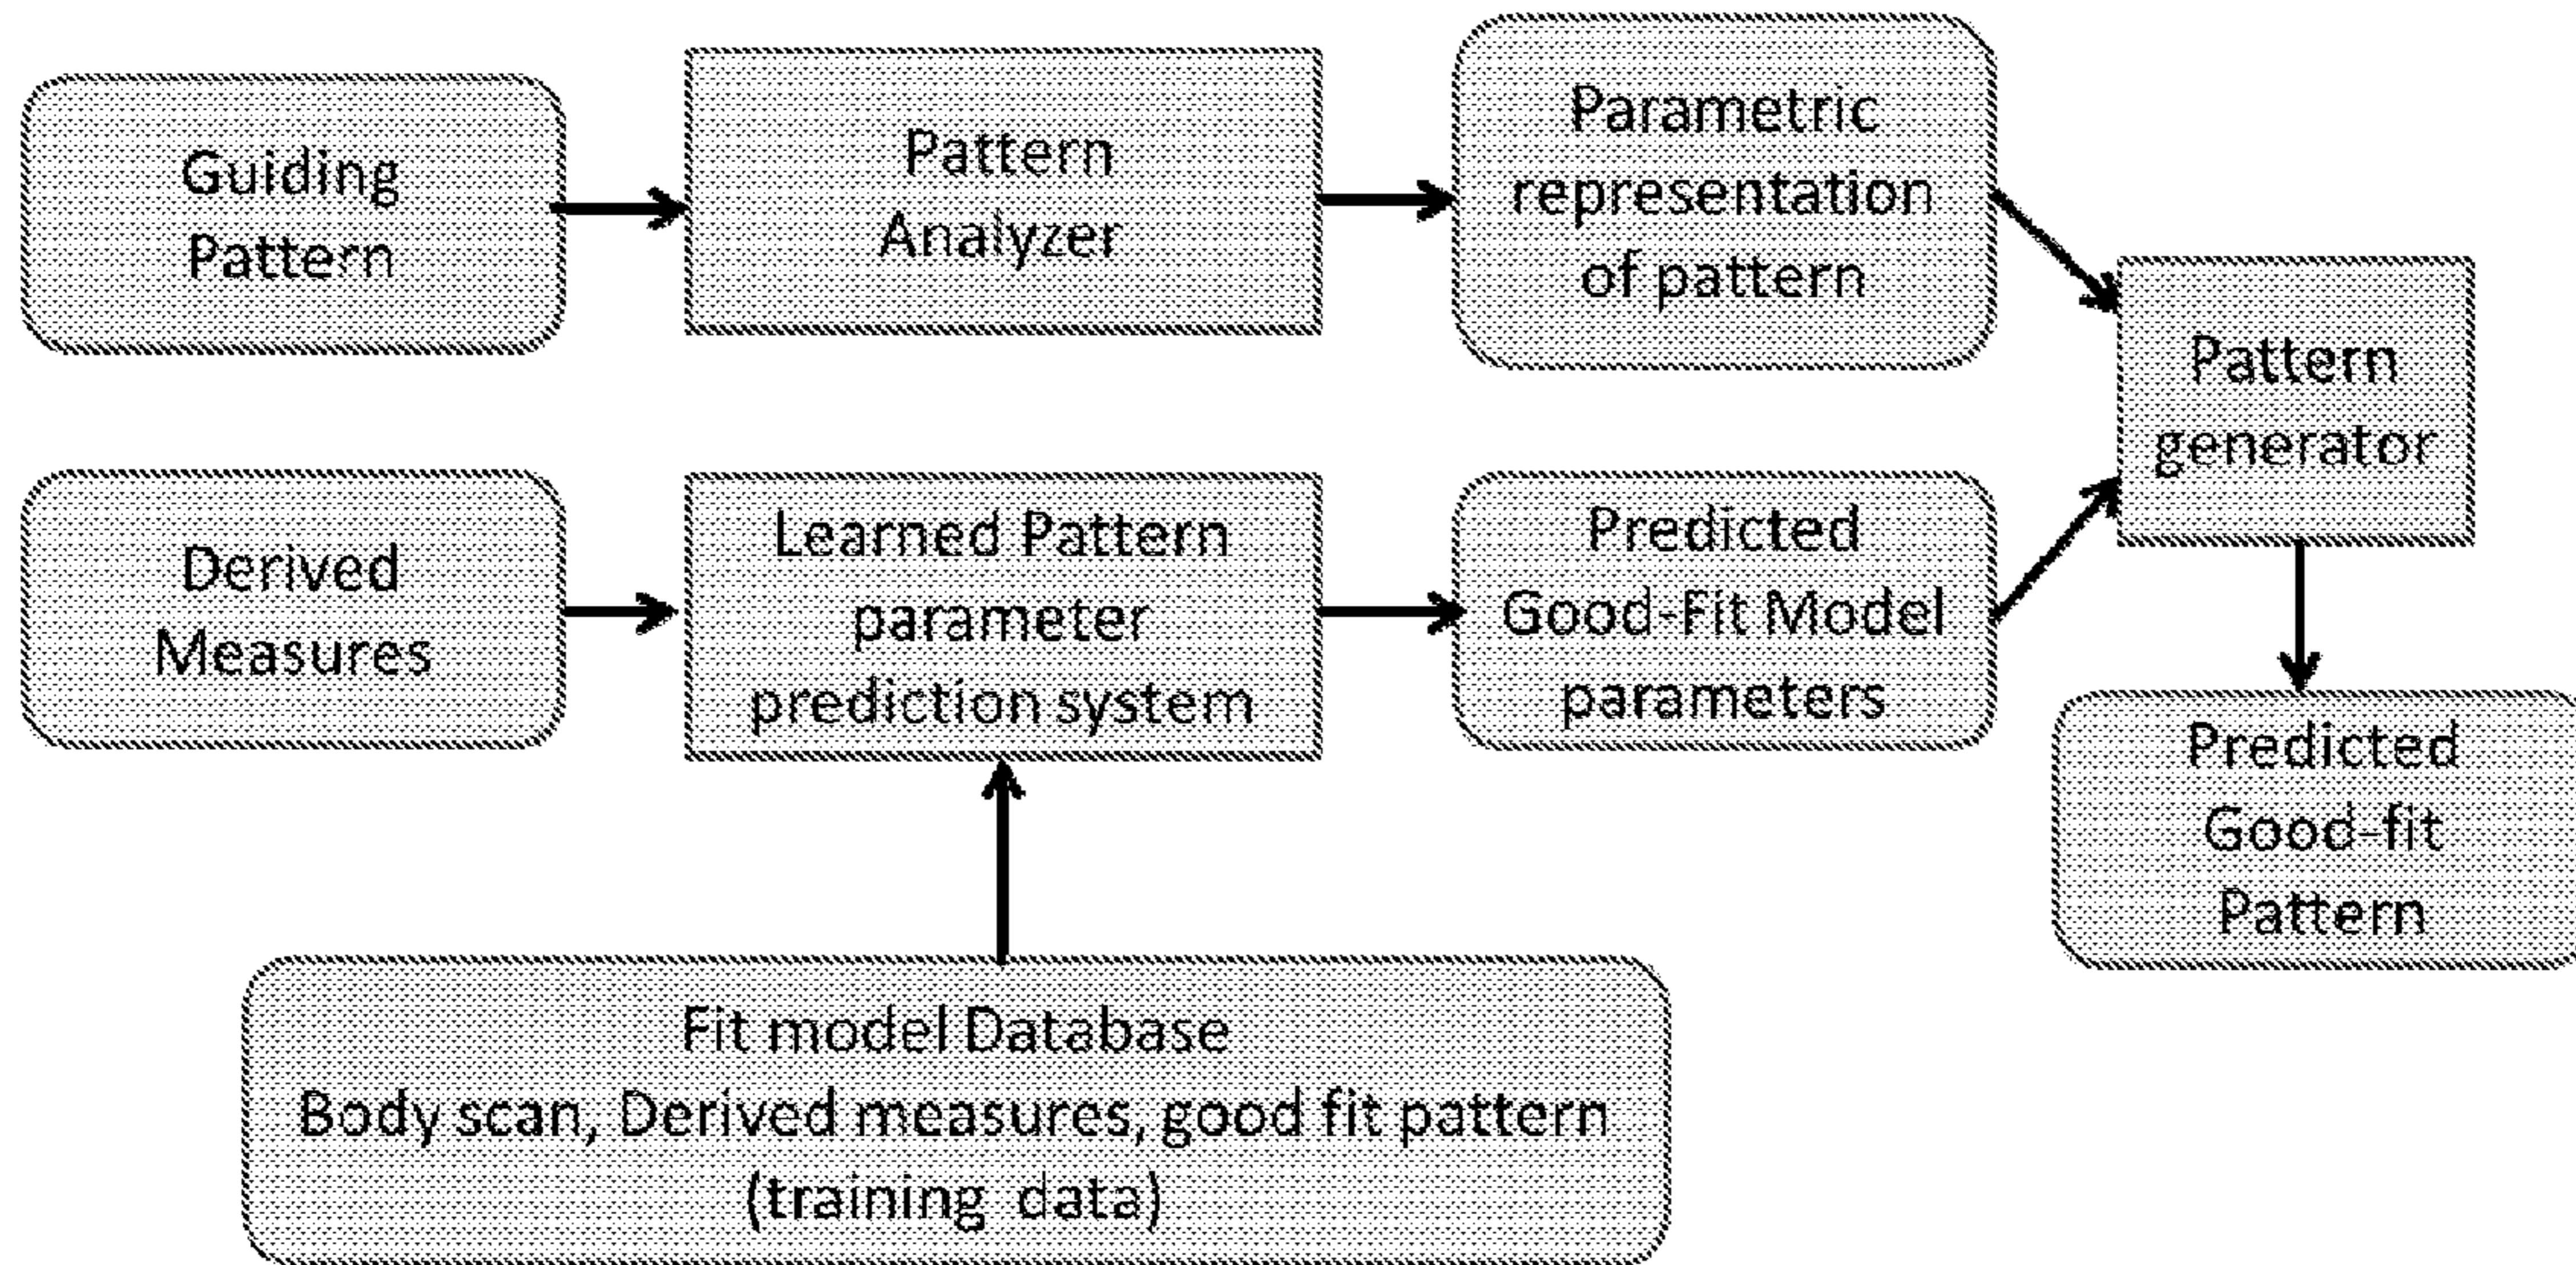 Guiding
Pattern
Pattern
Analyzer
Parametric
representation
of pattern
Pattern
generator
Derived
Measures
Learned Pattern
parameter
prediction system
Predicted
Good-Fit Model
parameters
Predicted
Good-fit
Pattern
Fit model Database
Body scan, Derived measures, good fit pattern
(training data)